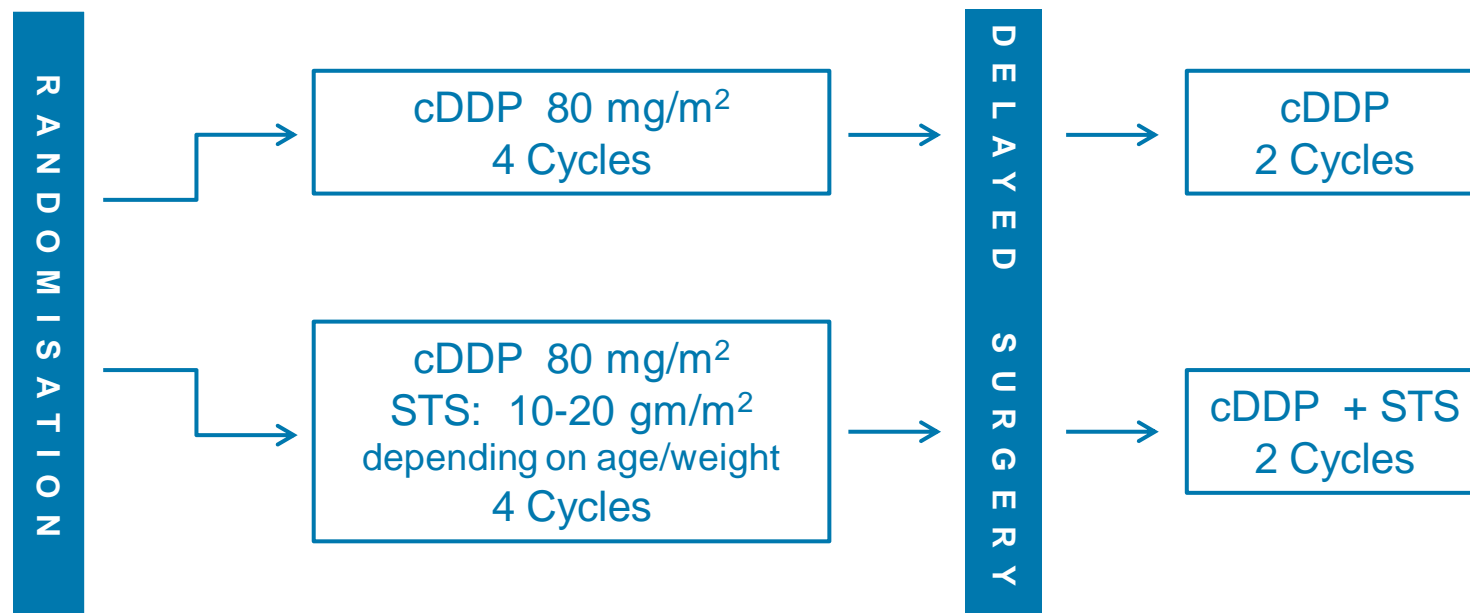 RANDOMISATION
cDDP 80 mg/m²
4 Cycles
cDDP 80 mg/m²
STS: 10-20 gm/m²
depending on age/weight
4 Cycles
DELAYED SURGERY
cDDP
2 Cycles
cDDP + STS
2 Cycles